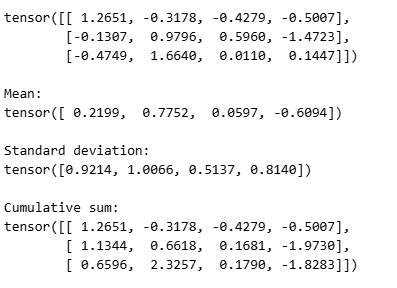 tensor([[ 1.2651, -0.3178, -0.4279, -0.5007],
        [-0.1307,  0.9796,  0.5960, -1.4723],
        [-0.4749,  1.6640,  0.0110,  0.1447]])

Mean:
tensor([ 0.2199,  0.7752,  0.0597, -0.6094])

Standard deviation:
tensor([0.9214, 1.0066, 0.5137, 0.8140])

Cumulative sum:
tensor([[ 1.2651, -0.3178, -0.4279, -0.5007],
        [ 1.1344,  0.6618,  0.1681, -1.9730],
        [ 0.6596,  2.3257,  0.1790, -1.8283]])